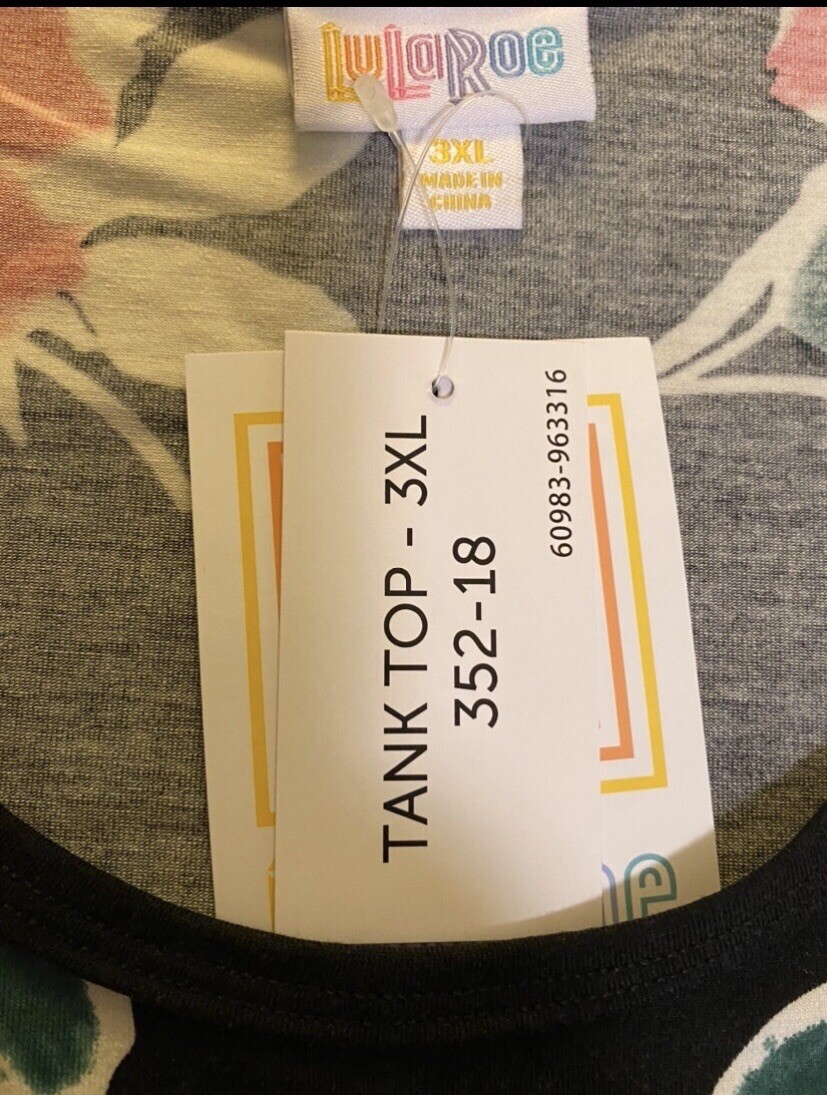 LuLaRoe
3XL
MADE IN
CHINA
TANK TOP - 3XL
352-18
60983-963316